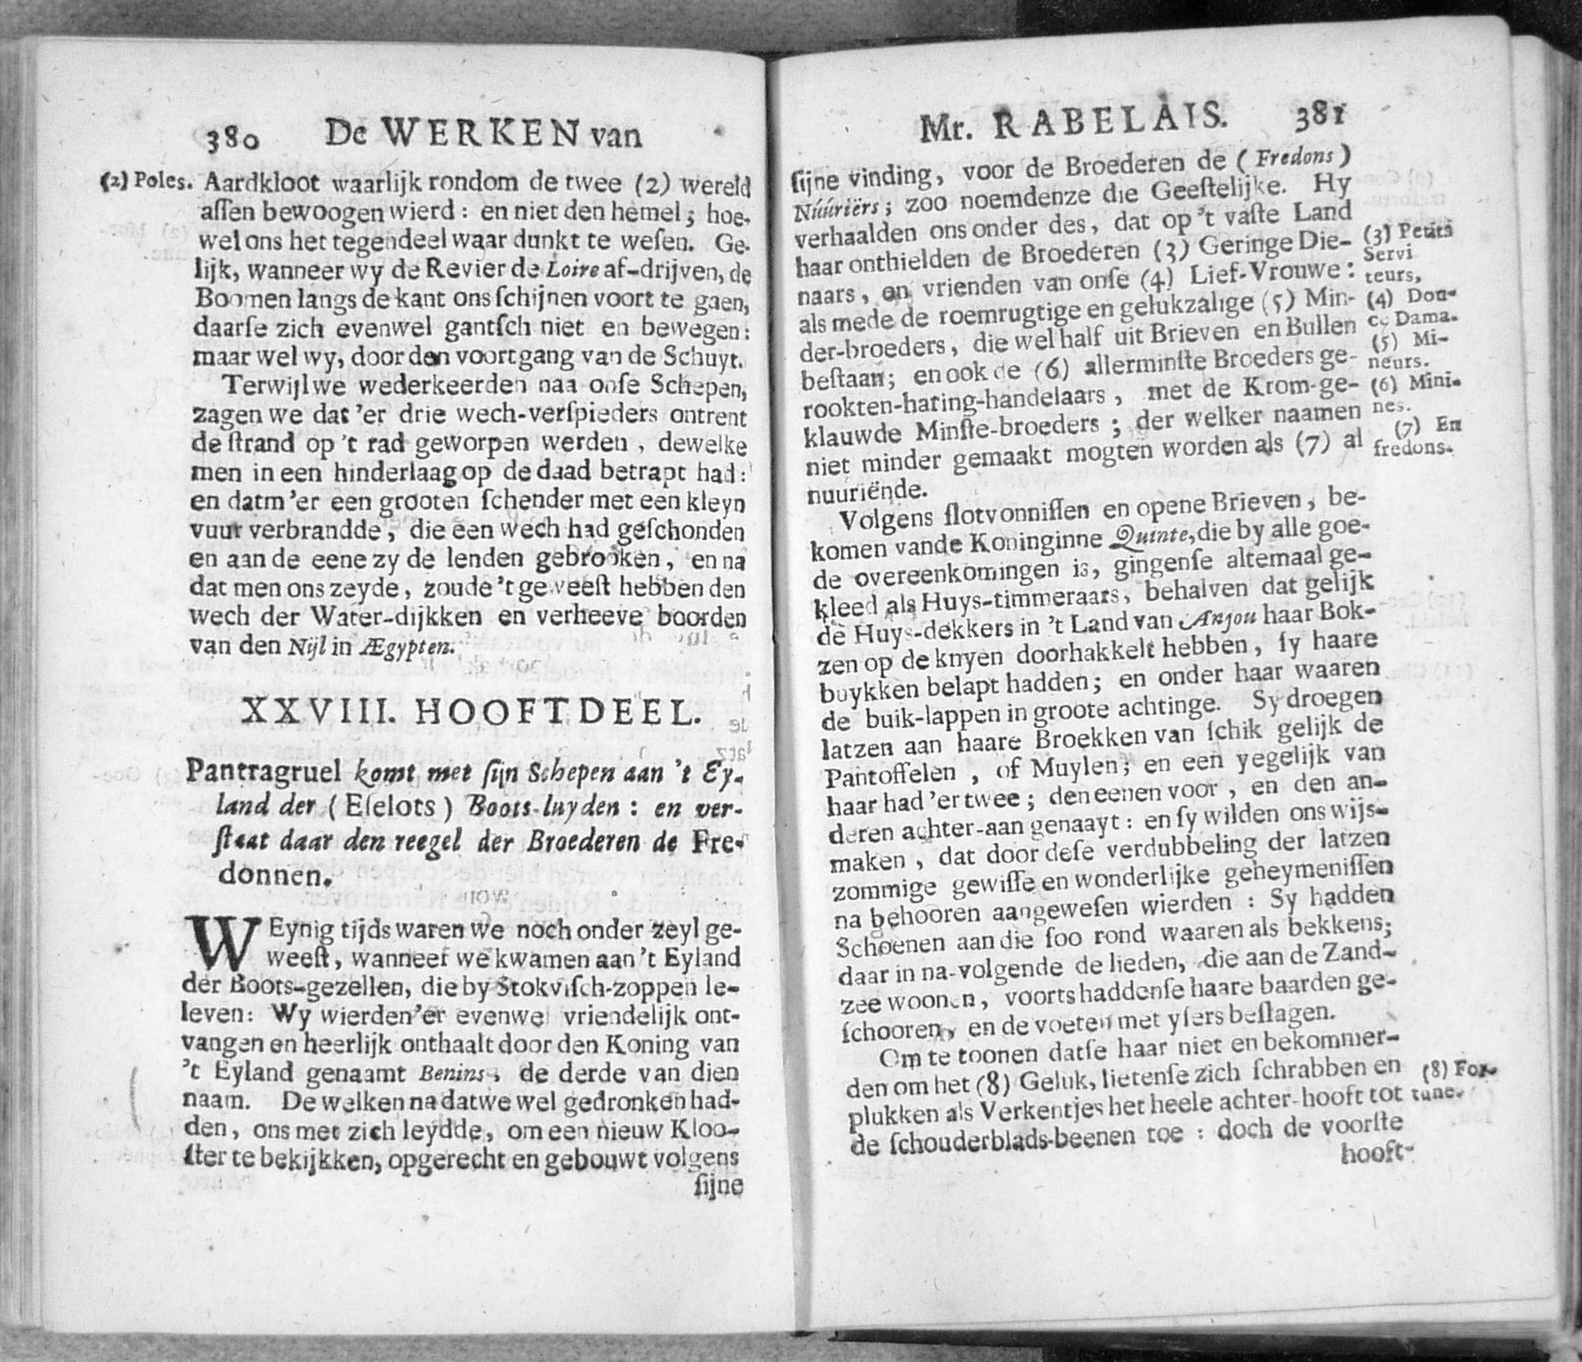 380 De WERKEN van
(2) Poles. Aardkloot waarlijk rondom de twee (2) wereld
assen bewoogen wierd: en niet den hemel; hoe-
wel ons het tegendeel waar dunkt te wesen. Ge-
lijk, wanneer wy de Revier de Loire af-drijven, de
Boomen langs de kant ons schijnen voort te gaen,
daarse zich evenwel gantsch niet en bewegen:
maar wel wy, door den voortgang van de Schuyt.
Terwijl we wederkeerden naa onse Schepen,
zagen we dat 'er drie wech-verspieders ontrent
de strand op 't rad geworpen werden, dewelke
men in een hinderlaag op de daad betrapt had:
en datm 'er een grooten schender met een kleyn
vuur verbrandde, die een wech had geschonden
en aan de eene zy de lenden gebrooken, en na
dat men ons zeyde, zoude 't geweest hebben den
wech der Water-dijkken en verheeve boorden
van den Nijl in Ægypten.
XXVIII. HOOFTDEEL.
Pantragruel komt met sijn Schepen aan 't Ey-
land der (Eselots) Boots-luyden: en ver-
staat daar den reegel der Broederen de Fre-
donnen.
WEynig tijds waren we noch onder zeyl ge-
weest, wanneer we kwamen aan 't Eyland
der Boots-gezellen, die by Stokvisch-zoppen le-
leven: Wy wierden 'er evenwel vriendelijk ont-
vangen en heerlijk onthaalt door den Koning van
't Eyland genaamt Benins, de derde van dien
naam. De welken nadatwe wel gedronken had-
den, ons met zich leydde, om een nieuw Kloo-
ster te bekijkken, opgerecht en gebouwt volgens
sijne
Mr. RABELAIS. 381
sijne vinding, voor de Broederen de (Fredons)
Núúriërs; zoo noemdenze die Geestelijke. Hy
verhaalden ons onder des, dat op 't vaste Land
haar onthielden de Broederen (3) Geringe Die-
naars, en vrienden van onse (4) Lief-Vrouwe:
als mede de roemrugtige en gelukzalige (5) Min-
der-broeders, die wel half uit Brieven en Bullen
bestaan; en ook de (6) allerminste Broeders ge-
rookten-haring-handelaars, met de Krom-ge-
klauwde Minste-broeders; der welker naamen
niet minder gemaakt mogten worden als (7) al
nuuriënde.
(3) Petits
Servi
teurs,
(4) Don-
ce Dama-
(5) Mi-
neurs.
(6) Mini-
nes.
(7) En
fredons.
Volgens slotvonnissen en opene Brieven, be-
komen vande Koninginne Quinte, die by alle goe-
de overeenkomingen is, gingense altemaal ge-
kleed als Huys-timmeraars, behalven dat gelijk
de Huys-dekkers in 't Land van Anjou haar Bok-
zen op de knyen doorhakkelt hebben, sy haare
buykken belapt hadden; en onder haar waaren
de buik-lappen in groote achtinge. Sy droegen
latzen aan haare Broekken van schik gelijk de
Pantoffelen, of Muylen; en een yegelijk van
haar had 'er twee; den eenen voor, en den an-
deren achter-aan genaayt: en sy wilden ons wijs-
maken, dat door dese verdubbeling der latzen
zommige gewisse en wonderlijke geheymenissen
na behooren aangewesen wierden: Sy hadden
Schoenen aan die soo rond waaren als bekkens;
daar in na-volgende de lieden, die aan de Zand-
zee woonen, voorts haddense haare baarden ge-
schooren, en de voeten met ysers beslagen.
Om te toonen datse haar niet en bekommer-
den om het (8) Geluk, lietense zich schrabben en
plukken als Verkentjes het heele achter-hooft tot
de schouderblads-beenen toe: doch de voorste
(8) For-
tune.
hooft-